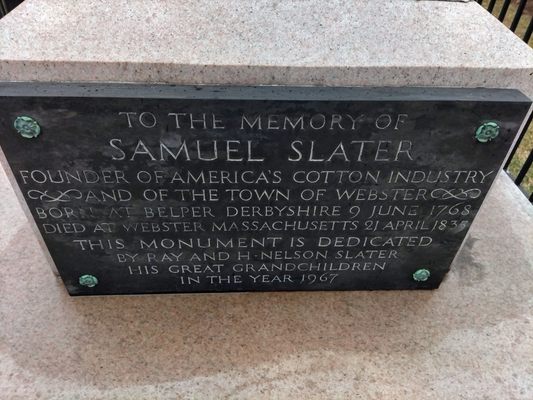 TO THE MEMORY OF
SAMUEL SLATER
FOUNDER OF AMERICA'S COTTON INDUSTRY
AND OF THE TOWN OF WEBSTER
BORN AT BELPER DERBYSHIRE 9 JUNE 1768
DIED AT WEBSTER MASSACHUSETTS 21 APRIL 1835
THIS MONUMENT IS DEDICATED
BY RAY AND H·NELSON SLATER
HIS GREAT GRANDCHILDREN
IN THE YEAR 1967